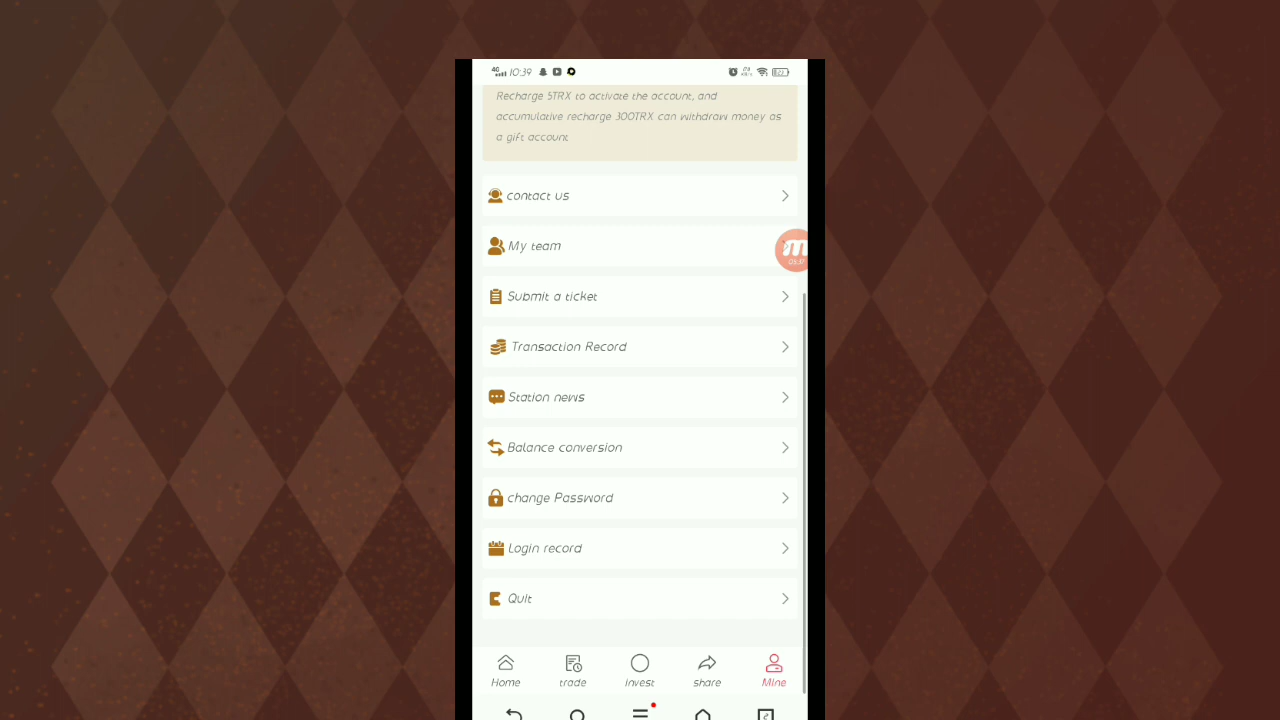 4G 10:39
Recharge 5TRX to activate the account, and
accumulative recharge 300TRX can withdraw money as
a gift account
contact us
My team
Submit a ticket
Transaction Record
Station news
Balance conversion
change Password
Login record
Quit
Home trade invest share Mine